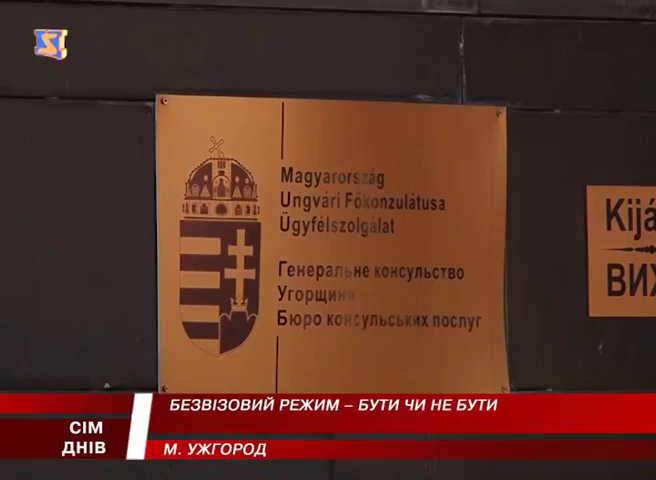 Magyarország
Ungvári Főkonzulátusa
Ügyfélszolgálat
Генеральне консульство
Угорщини
Бюро консульських послуг
ВИХ
БЕЗВІЗОВИЙ РЕЖИМ – БУТИ ЧИ НЕ БУТИ
СІМ
ДНІВ
М. УЖГОРОД